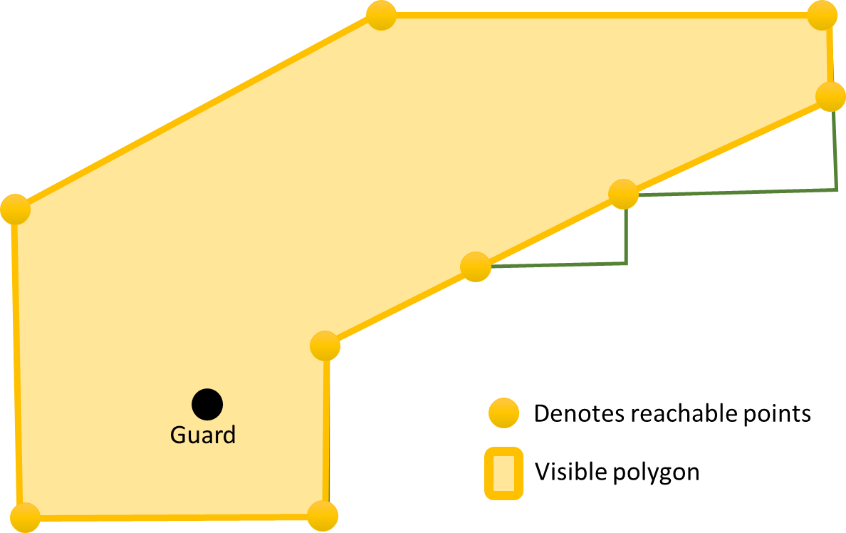 Denotes reachable points
Guard
Visible polygon